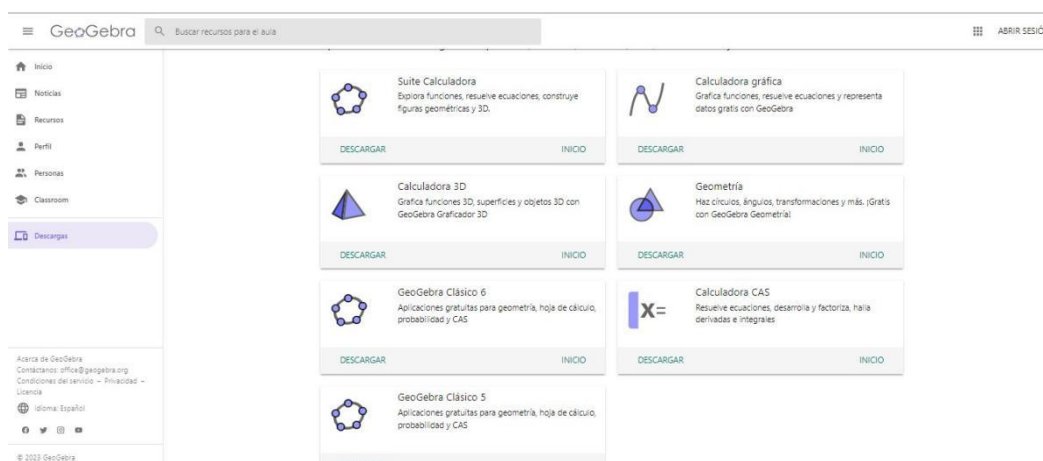 GeoGebra
Buscar recursos para el aula
ABRIR SESIÓ
Inicio
Noticias
Recursos
Perfil
Personas
Classroom
Descargas
Suite Calculadora
Explora funciones, resuelve ecuaciones, construye
figuras geométricas y 3D.
DESCARGAR INICIO
Calculadora gráfica
Grafica funciones, resuelve ecuaciones y representa
datos gratis con GeoGebra
DESCARGAR INICIO
Calculadora 3D
Grafica funciones 3D, superficies y objetos 3D con
GeoGebra Graficador 3D
DESCARGAR INICIO
Geometría
Haz círculos, ángulos, transformaciones y más. ¡Gratis
con GeoGebra Geometría!
DESCARGAR INICIO
GeoGebra Clásico 6
Aplicaciones gratuitas para geometría, hoja de cálculo,
probabilidad y CAS
DESCARGAR INICIO
X=
Calculadora CAS
Resuelve ecuaciones, desarrolla y factoriza, halla
derivadas e integrales
DESCARGAR INICIO
GeoGebra Clásico 5
Aplicaciones gratuitas para geometría, hoja de cálculo,
probabilidad y CAS
Acerca de GeoGebra
Contáctanos: office@geogebra.org
Condiciones del servicio – Privacidad –
Licencia
Idioma: Español
© 2023 GeoGebra